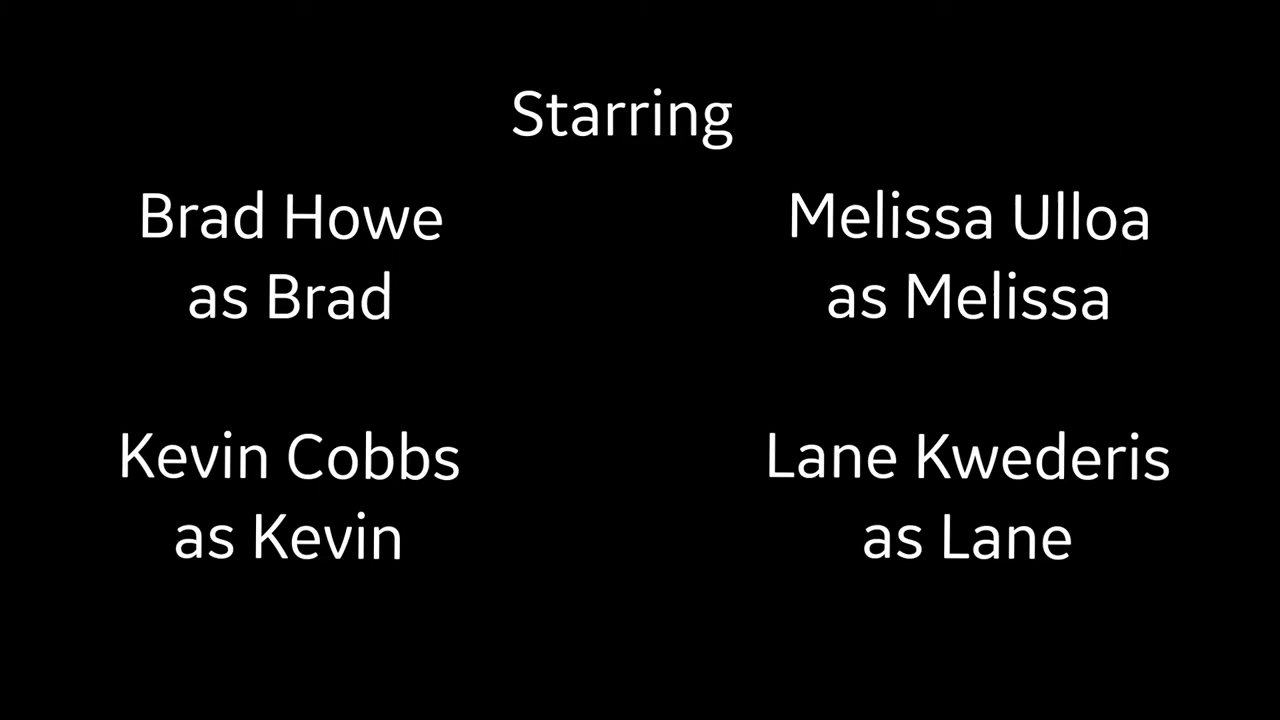 Starring
Brad Howe
as Brad
Melissa Ulloa
as Melissa
Kevin Cobbs
as Kevin
Lane Kwederis
as Lane